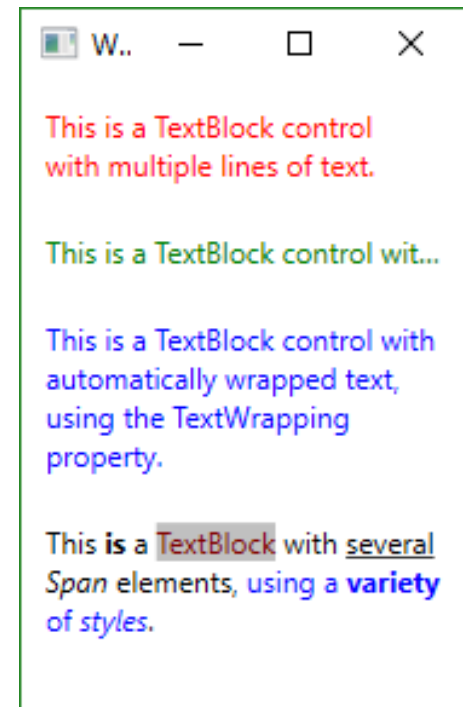 W..
This is a TextBlock control
with multiple lines of text.
This is a TextBlock control wit...
This is a TextBlock control with
automatically wrapped text,
using the TextWrapping
property.
This is a TextBlock with several
Span elements, using a variety
of styles.